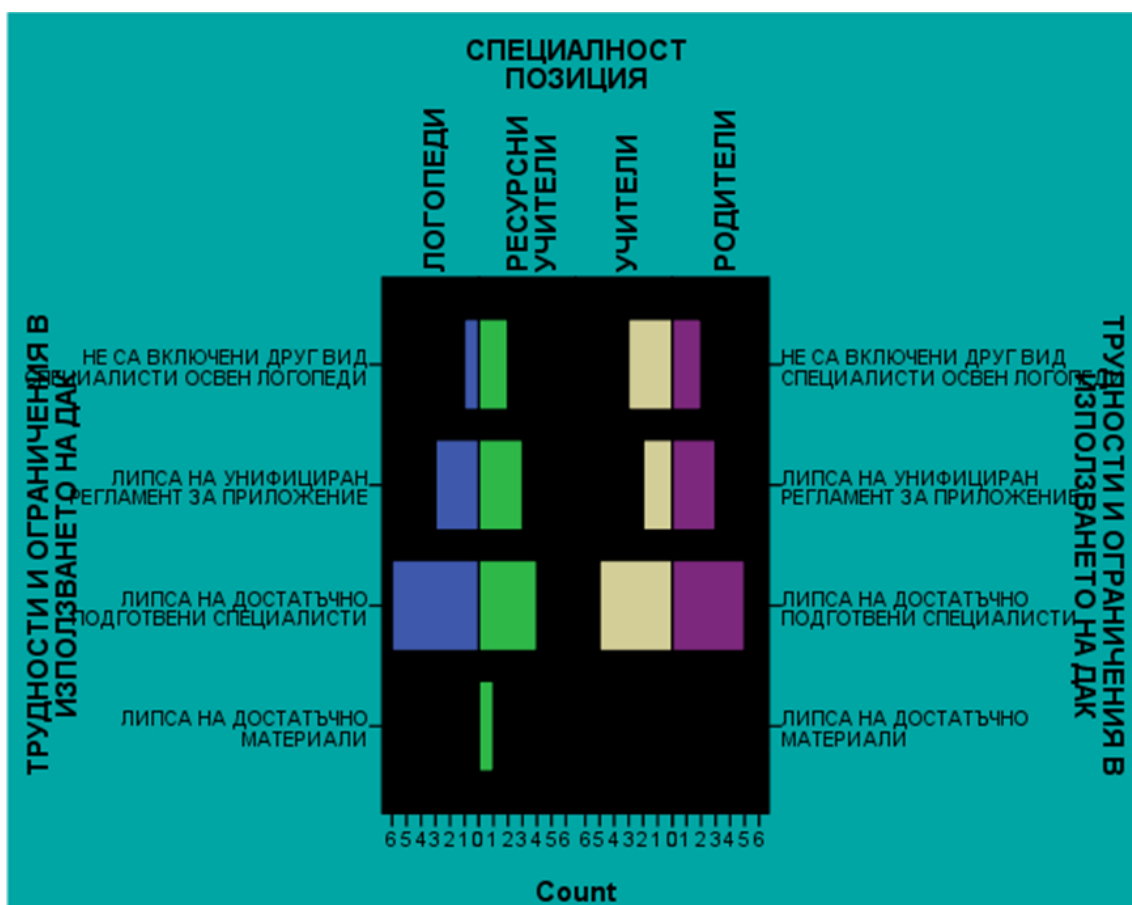 СПЕЦИАЛНОСТ
ПОЗИЦИЯ
ЛОГОПЕДИ
РЕСУРСНИ
УЧИТЕЛИ
УЧИТЕЛИ
РОДИТЕЛИ
ТРУДНОСТИ И ОГРАНИЧЕНИЯ В
ИЗПОЛЗВАНЕТО НА ДАК
НЕ СА ВКЛЮЧЕНИ ДРУГ ВИД
СПЕЦИАЛИСТИ ОСВЕН ЛОГОПЕДИ
ЛИПСА НА УНИФИЦИРАН
РЕГЛАМЕНТ ЗА ПРИЛОЖЕНИЕ
ЛИПСА НА ДОСТАТЪЧНО
ПОДГОТВЕНИ СПЕЦИАЛИСТИ
ЛИПСА НА ДОСТАТЪЧНО
МАТЕРИАЛИ
НЕ СА ВКЛЮЧЕНИ ДРУГ ВИД
СПЕЦИАЛИСТИ ОСВЕН ЛОГОПЕДИ
ЛИПСА НА УНИФИЦИРАН
РЕГЛАМЕНТ ЗА ПРИЛОЖЕНИЕ
ЛИПСА НА ДОСТАТЪЧНО
ПОДГОТВЕНИ СПЕЦИАЛИСТИ
ЛИПСА НА ДОСТАТЪЧНО
МАТЕРИАЛИ
ТРУДНОСТИ И ОГРАНИЧЕНИЯ В
ИЗПОЛЗВАНЕТО НА ДАК
6 5 4 3 2 1 0 1 2 3 4 5 6 6 5 4 3 2 1 0 1 2 3 4 5 6
Count